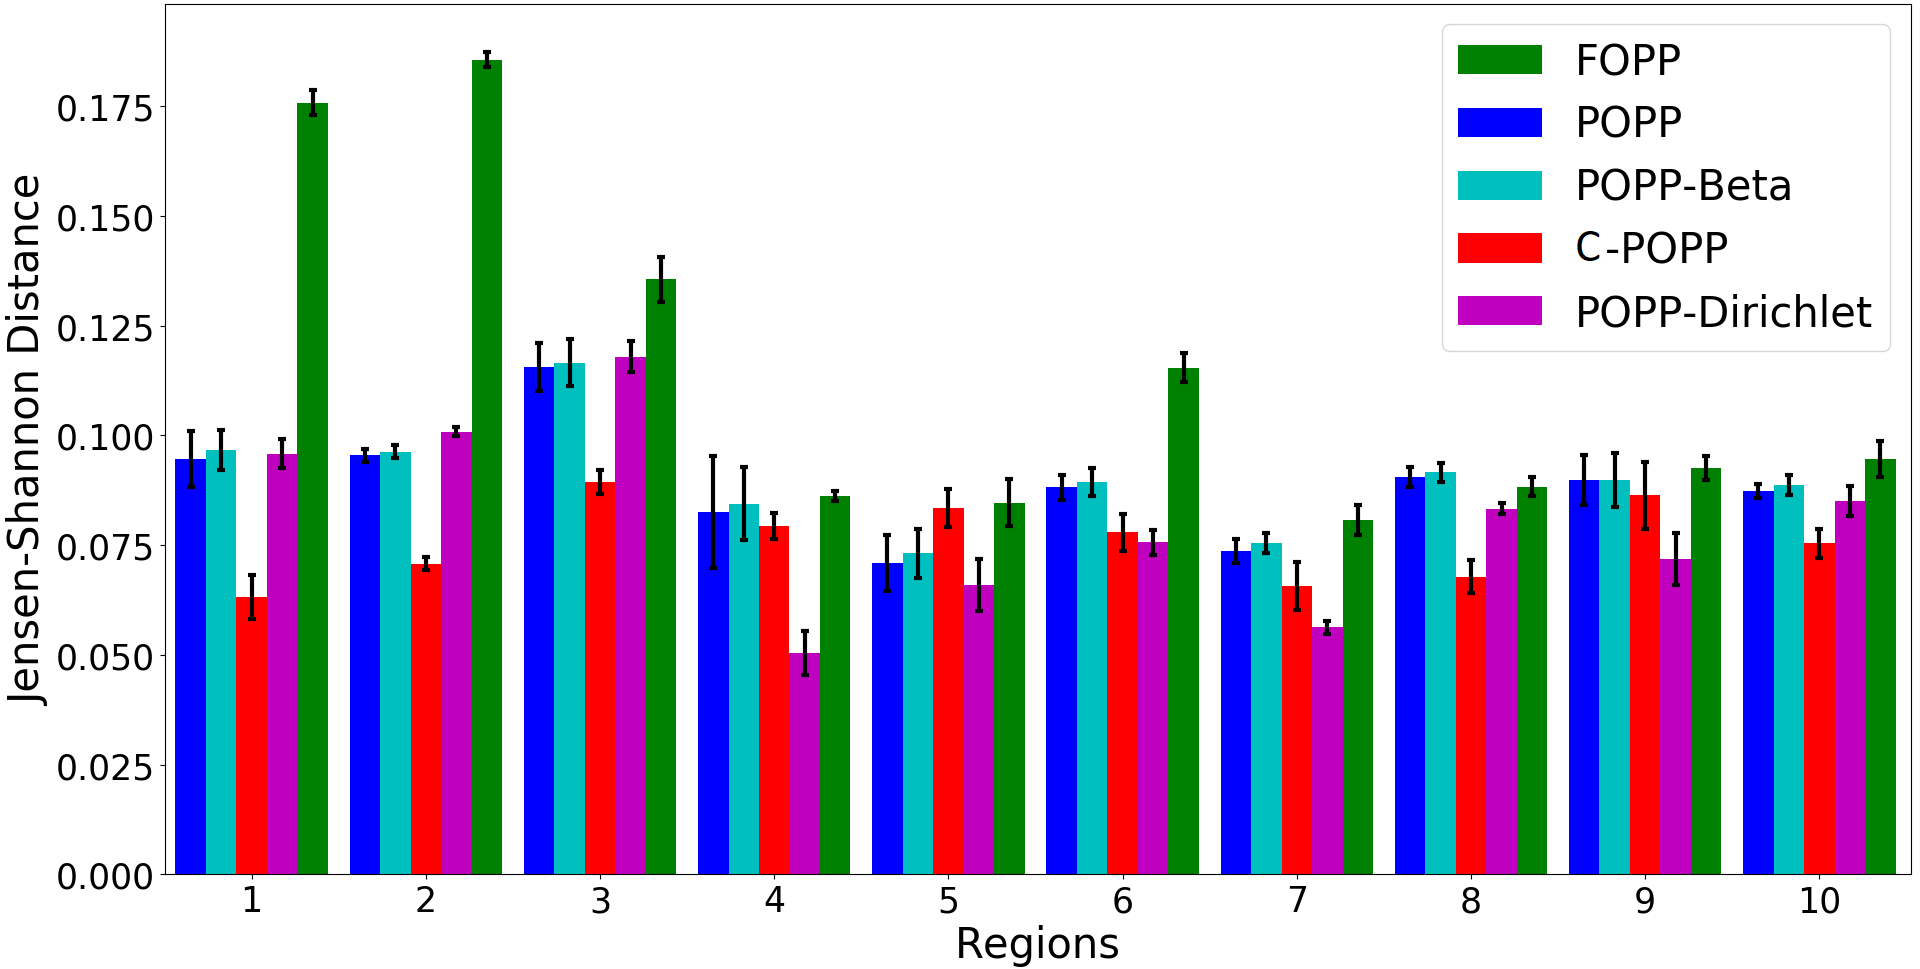 FOPP
POPP
POPP-Beta
C-POPP
POPP-Dirichlet
Jensen-Shannon Distance
0.175
0.150
0.125
0.100
0.075
0.050
0.025
0.000
1 2 3 4 5 6 7 8 9 10
Regions